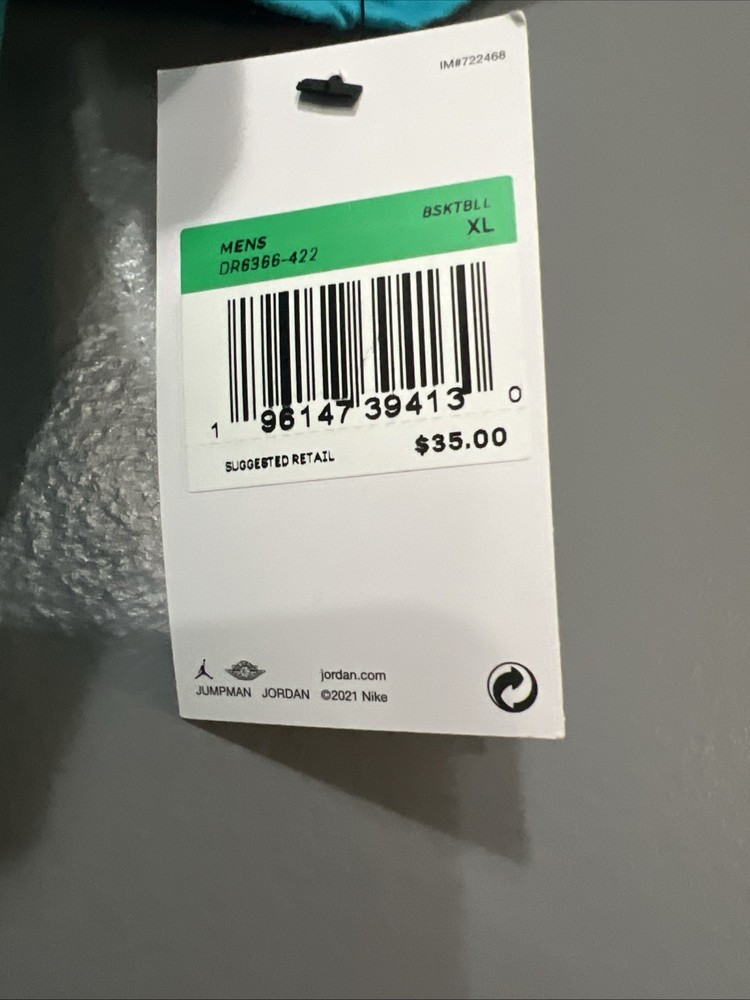 IM#722468
BSKTBLL
MENS XL
DR6366-422
1 96147 39413 0
SUGGESTED RETAIL $35.00
jordan.com
JUMPMAN JORDAN ©2021 Nike